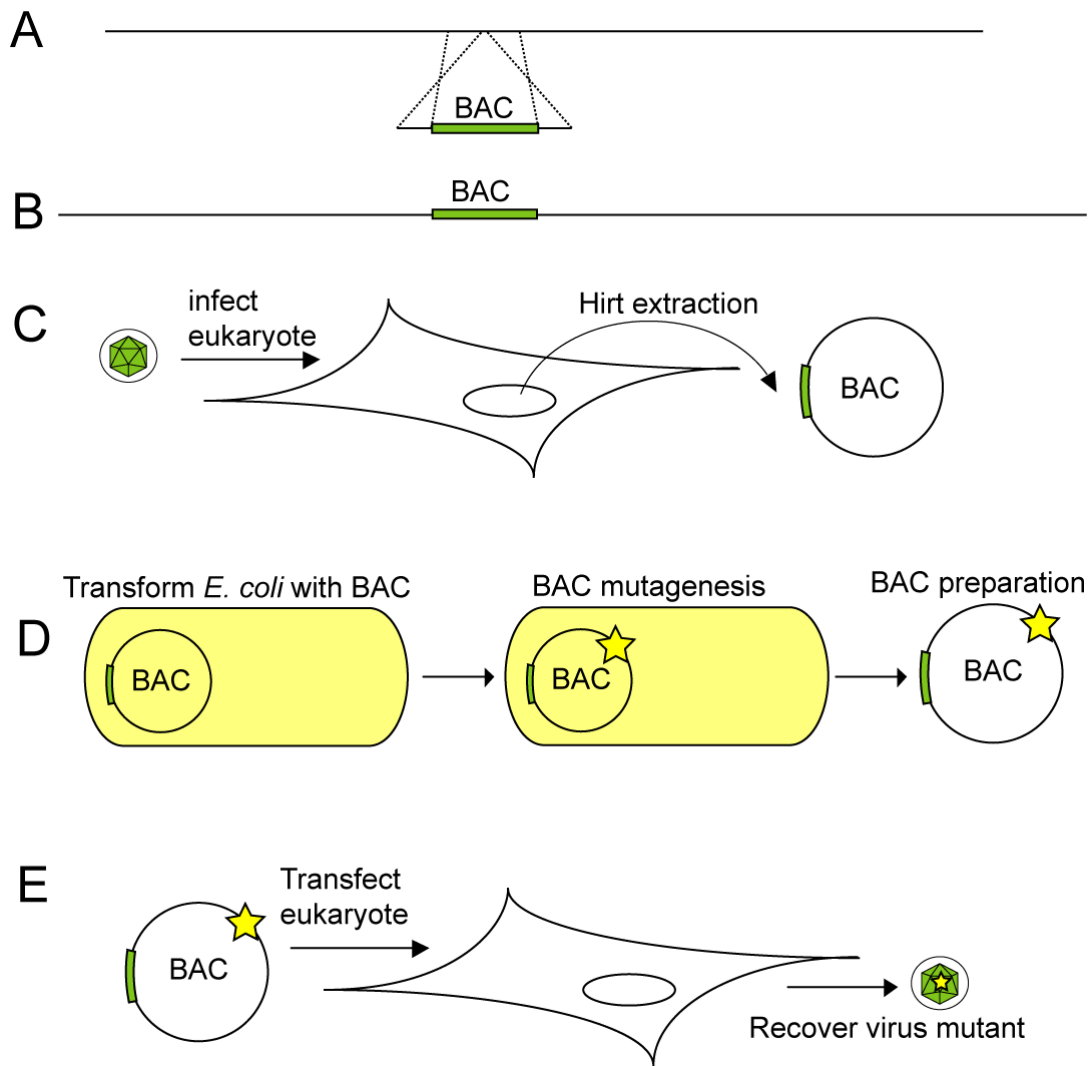 A
BAC
B
BAC
C
infect
eukaryote
Hirt extraction
BAC
D
Transform E. coli with BAC
BAC
BAC mutagenesis
BAC
BAC preparation
BAC
E
BAC
Transfect
eukaryote
Recover virus mutant